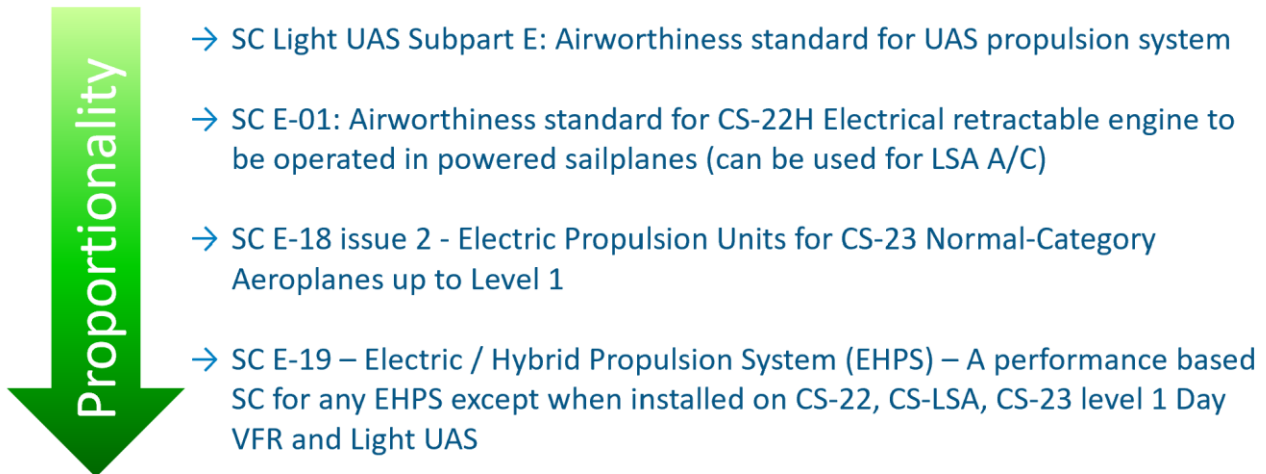 Proportionality
→ SC Light UAS Subpart E: Airworthiness standard for UAS propulsion system
→ SC E-01: Airworthiness standard for CS-22H Electrical retractable engine to
be operated in powered sailplanes (can be used for LSA A/C)
→ SC E-18 issue 2 - Electric Propulsion Units for CS-23 Normal-Category
Aeroplanes up to Level 1
→ SC E-19 – Electric / Hybrid Propulsion System (EHPS) – A performance based
SC for any EHPS except when installed on CS-22, CS-LSA, CS-23 level 1 Day
VFR and Light UAS